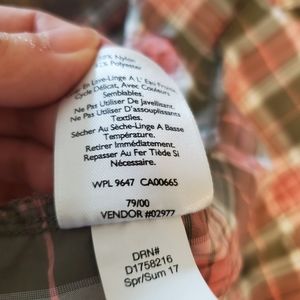 % Nylon
% Polyester
en Lave-Linge À L' Eau Froide
Cycle Délicat, Avec Couleurs
Semblables.
Ne Pas Utiliser De Javellisant.
Ne Pas Utiliser D'assouplissants
Textiles.
Sécher Au Sèche-Linge A Basse
Température.
Retirer Immédiatement.
Repasser Au Fer Tiède Si
Nécessaire.
WPL 9647 CA00665
79/00
VENDOR #02977
DRN#
D1758216
Spr/Sum 17